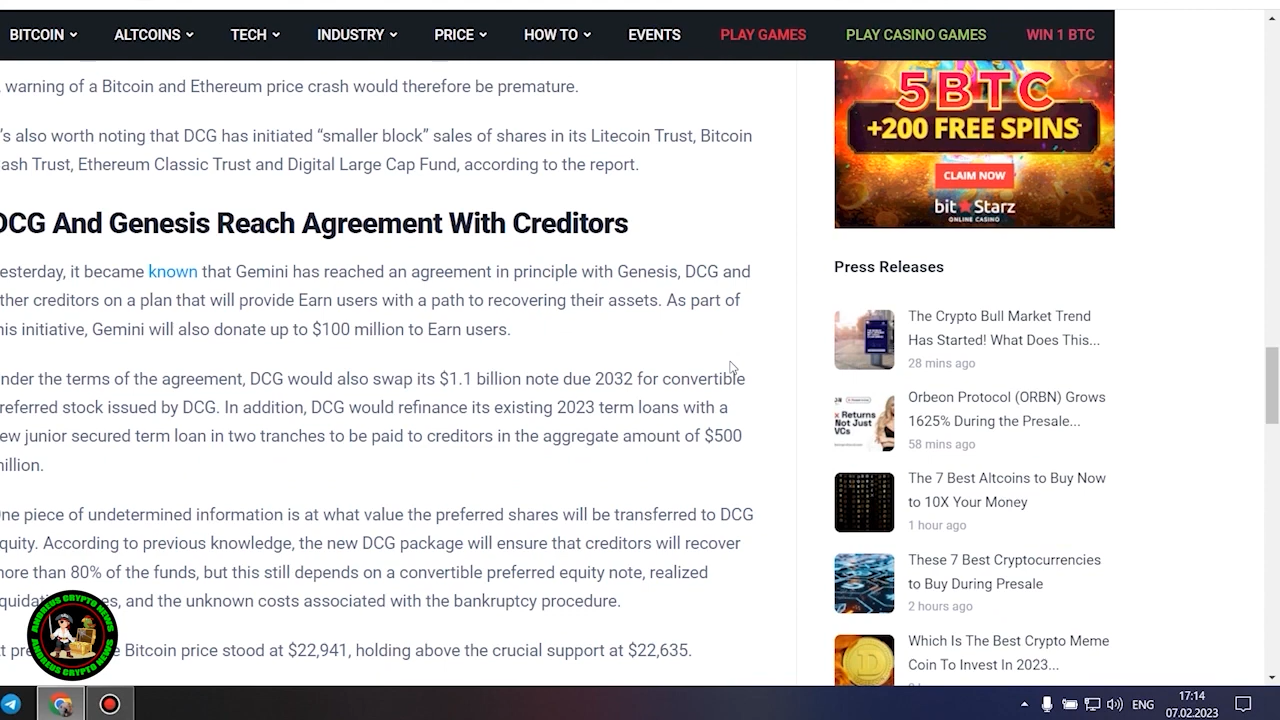 BITCOIN ALTCOINS TECH INDUSTRY PRICE HOW TO EVENTS PLAY GAMES PLAY CASINO GAMES WIN 1 BTC
warning of a Bitcoin and Ethereum price crash would therefore be premature.
's also worth noting that DCG has initiated “smaller block” sales of shares in its Litecoin Trust, Bitcoin
ash Trust, Ethereum Classic Trust and Digital Large Cap Fund, according to the report.
DCG And Genesis Reach Agreement With Creditors
esterday, it became known that Gemini has reached an agreement in principle with Genesis, DCG and
ther creditors on a plan that will provide Earn users with a path to recovering their assets. As part of
his initiative, Gemini will also donate up to $100 million to Earn users.
nder the terms of the agreement, DCG would also swap its $1.1 billion note due 2032 for convertible
referred stock issued by DCG. In addition, DCG would refinance its existing 2023 term loans with a
ew junior secured term loan in two tranches to be paid to creditors in the aggregate amount of $500
illion.
ne piece of undetermined information is at what value the preferred shares will be transferred to DCG
quity. According to previous knowledge, the new DCG package will ensure that creditors will recover
ore than 80% of the funds, but this still depends on a convertible preferred equity note, realized
quidat es, and the unknown costs associated with the bankruptcy procedure.
t pre Bitcoin price stood at $22,941, holding above the crucial support at $22,635.
ANDREUS CRYPTO NEWS
ANDREUS CRYPTO NEWS
5BTC
+200 FREE SPINS
CLAIM NOW
bitStarz
ONLINE CASINO
Press Releases
The Crypto Bull Market Trend
Has Started! What Does This...
28 mins ago
Returns
Not Just
VCs
Orbeon Protocol (ORBN) Grows
1625% During the Presale...
58 mins ago
The 7 Best Altcoins to Buy Now
to 10X Your Money
1 hour ago
These 7 Best Cryptocurrencies
to Buy During Presale
2 hours ago
Which Is The Best Crypto Meme
Coin To Invest In 2023...
ENG
17:14
07.02.2023